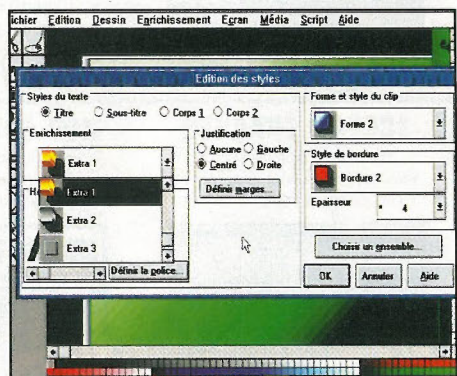 ichier Edition Dessin Enrichissement Ecran Média Script Aide
Edition des styles
Styles du texte
Titre Sous-titre Corps 1 Corps 2
Enrichissement
Extra 1
Extra 1
Extra 2
Extra 3
Définir la police...
Justification
Aucune Gauche
Centré Droite
Définir marges...
Forme et style du clip
Forme 2
Style de bordure
Bordure 2
Epaisseur 4
Choisir un ensemble...
OK Annuler Aide